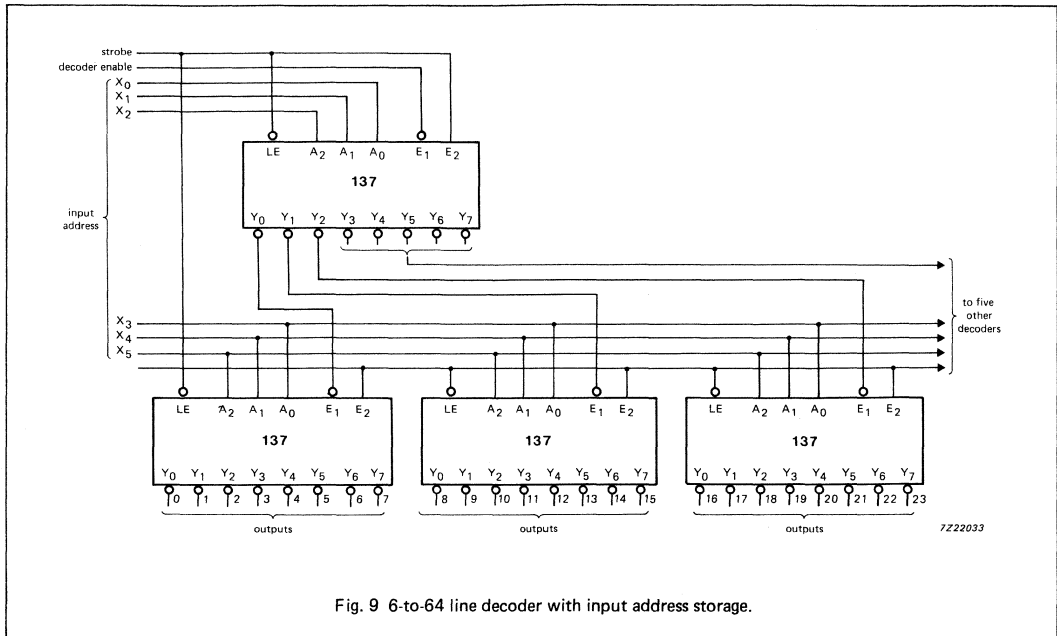 strobe
decoder enable
X0
X1
X2
LE A2 A1 A0 E1 E2
137
Y0 Y1 Y2 Y3 Y4 Y5 Y6 Y7
input
address
to five
other
decoders
X3
X4
X5
LE A2 A1 A0 E1 E2
137
Y0 Y1 Y2 Y3 Y4 Y5 Y6 Y7
0 1 2 3 4 5 6 7
outputs
LE A2 A1 A0 E1 E2
137
Y0 Y1 Y2 Y3 Y4 Y5 Y6 Y7
8 9 10 11 12 13 14 15
outputs
LE A2 A1 A0 E1 E2
137
Y0 Y1 Y2 Y3 Y4 Y5 Y6 Y7
16 17 18 19 20 21 22 23
outputs
7Z22033
Fig. 9 6-to-64 line decoder with input address storage.